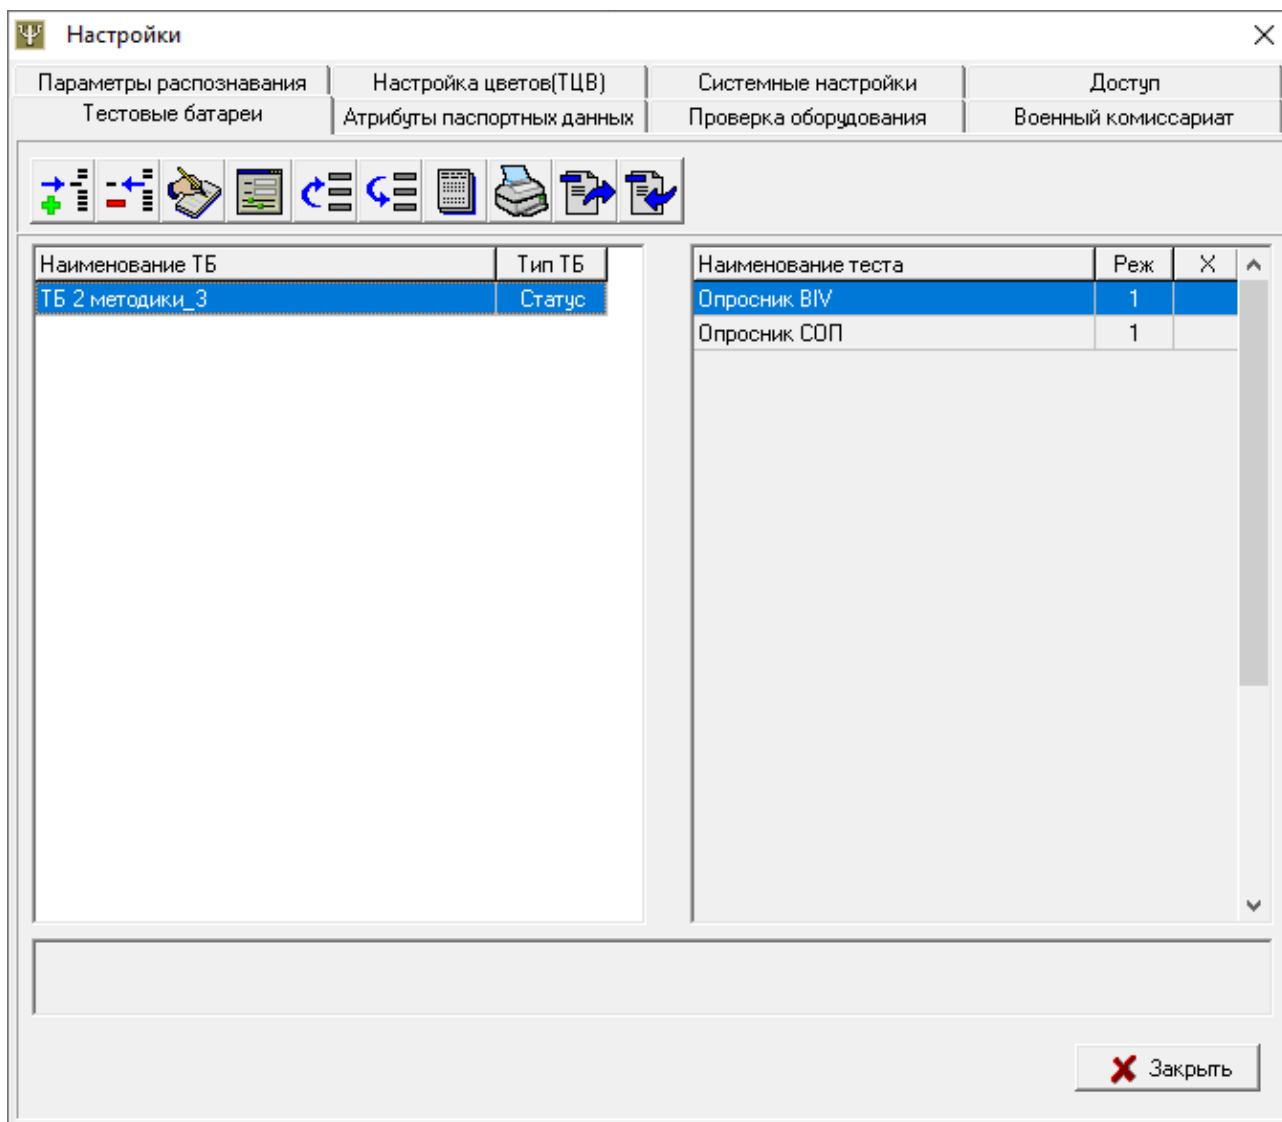 Настройки
Параметры распознавания Настройка цветов(ТЦВ) Системные настройки Доступ
Тестовые батареи Атрибуты паспортных данных Проверка оборудования Военный комиссариат
Наименование ТБ Тип ТБ Наименование теста Реж X
ТБ 2 методики_3 Статус Опросник BIV 1
Опросник СОП 1
Закрыть